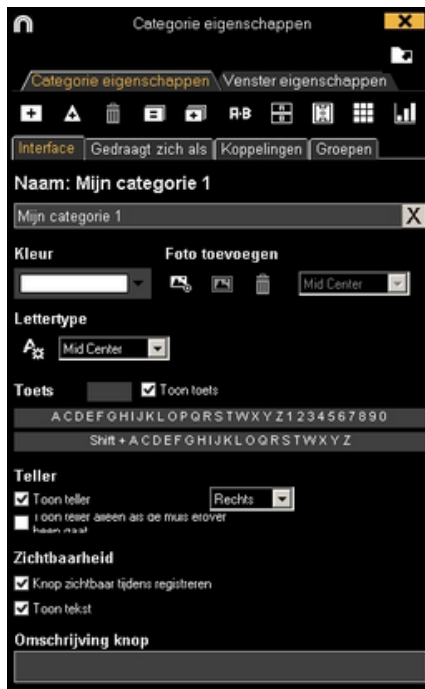 Categorie eigenschappen X
Categorie eigenschappen Venster eigenschappen
A·B
Interface Gedraagt zich als Koppelingen Groepen
Naam: Mijn categorie 1
Mijn categorie 1 X
Kleur Foto toevoegen
Mid Center
Lettertype
Mid Center
Toets Toon toets
A C D E F G H I J K L O P Q R S T W X Y Z 1 2 3 4 5 6 7 8 9 0
Shift + A C D E F G H I J K L O Q R S T W X Y Z
Teller
Toon teller Rechts
Toon teller alleen als de muis erover
heen gaat
Zichtbaarheid
Knop zichtbaar tijdens registreren
Toon tekst
Omschrijving knop